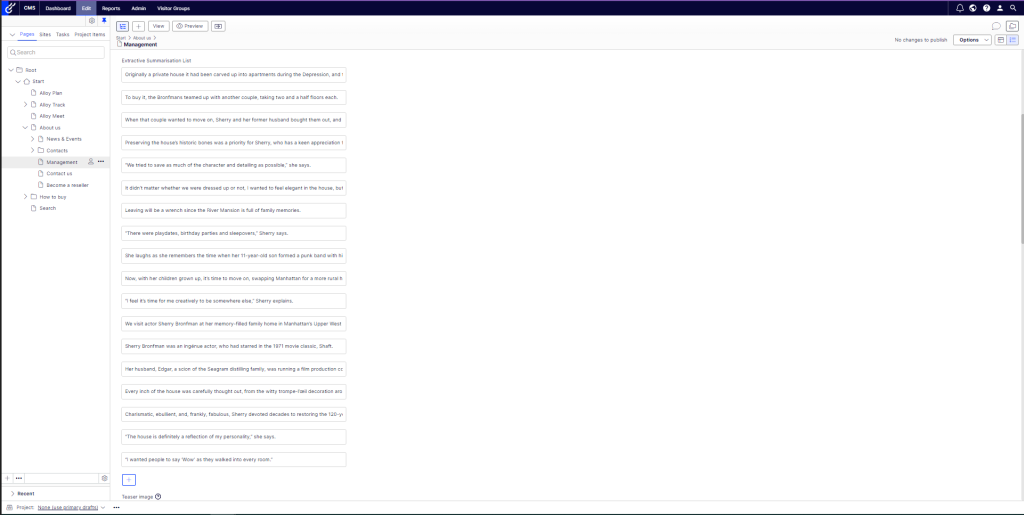 CMS Dashboard Edit Reports Admin Visitor Groups
Pages Sites Tasks Project Items
Search
Root
Start
Alloy Plan
Alloy Track
Alloy Meet
About us
News & Events
Contacts
Management
Contact us
Become a reseller
How to buy
Search
Recent
Project: None (use primary drafts)
View Preview
Start > About us >
Management
No changes to publish Options
Extractive Summarisation List
Originally a private house it had been carved up into apartments during the Depression, and
To buy it, the Bronfmans teamed up with another couple, taking two and a half floors each.
When that couple wanted to move on, Sherry and her former husband bought them out, and
Preserving the house's historic bones was a priority for Sherry, who has a keen appreciation
"We tried to save as much of the character and detailing as possible," she says.
It didn't matter whether we were dressed up or not, I wanted to feel elegant in the house, but
Leaving will be a wrench since the River Mansion is full of family memories.
"There were playdates, birthday parties and sleepovers," Sherry says.
She laughs as she remembers the time when her 11-year-old son formed a punk band with hi
Now, with her children grown up, it's time to move on, swapping Manhattan for a more rural h
"I feel it's time for me creatively to be somewhere else," Sherry explains.
We visit actor Sherry Bronfman at her memory-filled family home in Manhattan's Upper West
Sherry Bronfman was an ingénue actor, who had starred in the 1971 movie classic, Shaft.
Her husband, Edgar, a scion of the Seagram distilling family, was running a film production cc
Every inch of the house was carefully thought out, from the witty trompe-l'œil decoration aro
Charismatic, ebullient, and, frankly, fabulous, Sherry devoted decades to restoring the 120-ye
"The house is definitely a reflection of my personality," she says.
"I wanted people to say 'Wow' as they walked into every room."
Teaser image